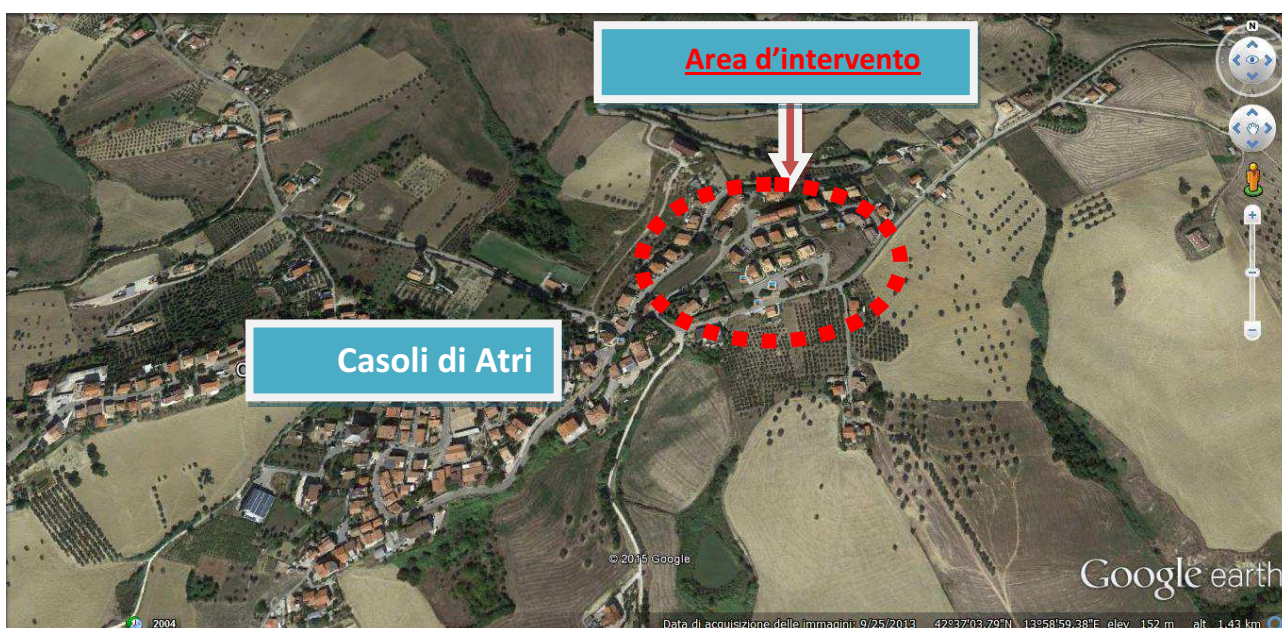 Area d’intervento
N
Casoli di Atri
© 2015 Google
Google earth
2004
Data di acquisizione delle immagini: 9/25/2013 42°37'03.79"N 13°58'59.38"E elev 152 m alt 1.43 km